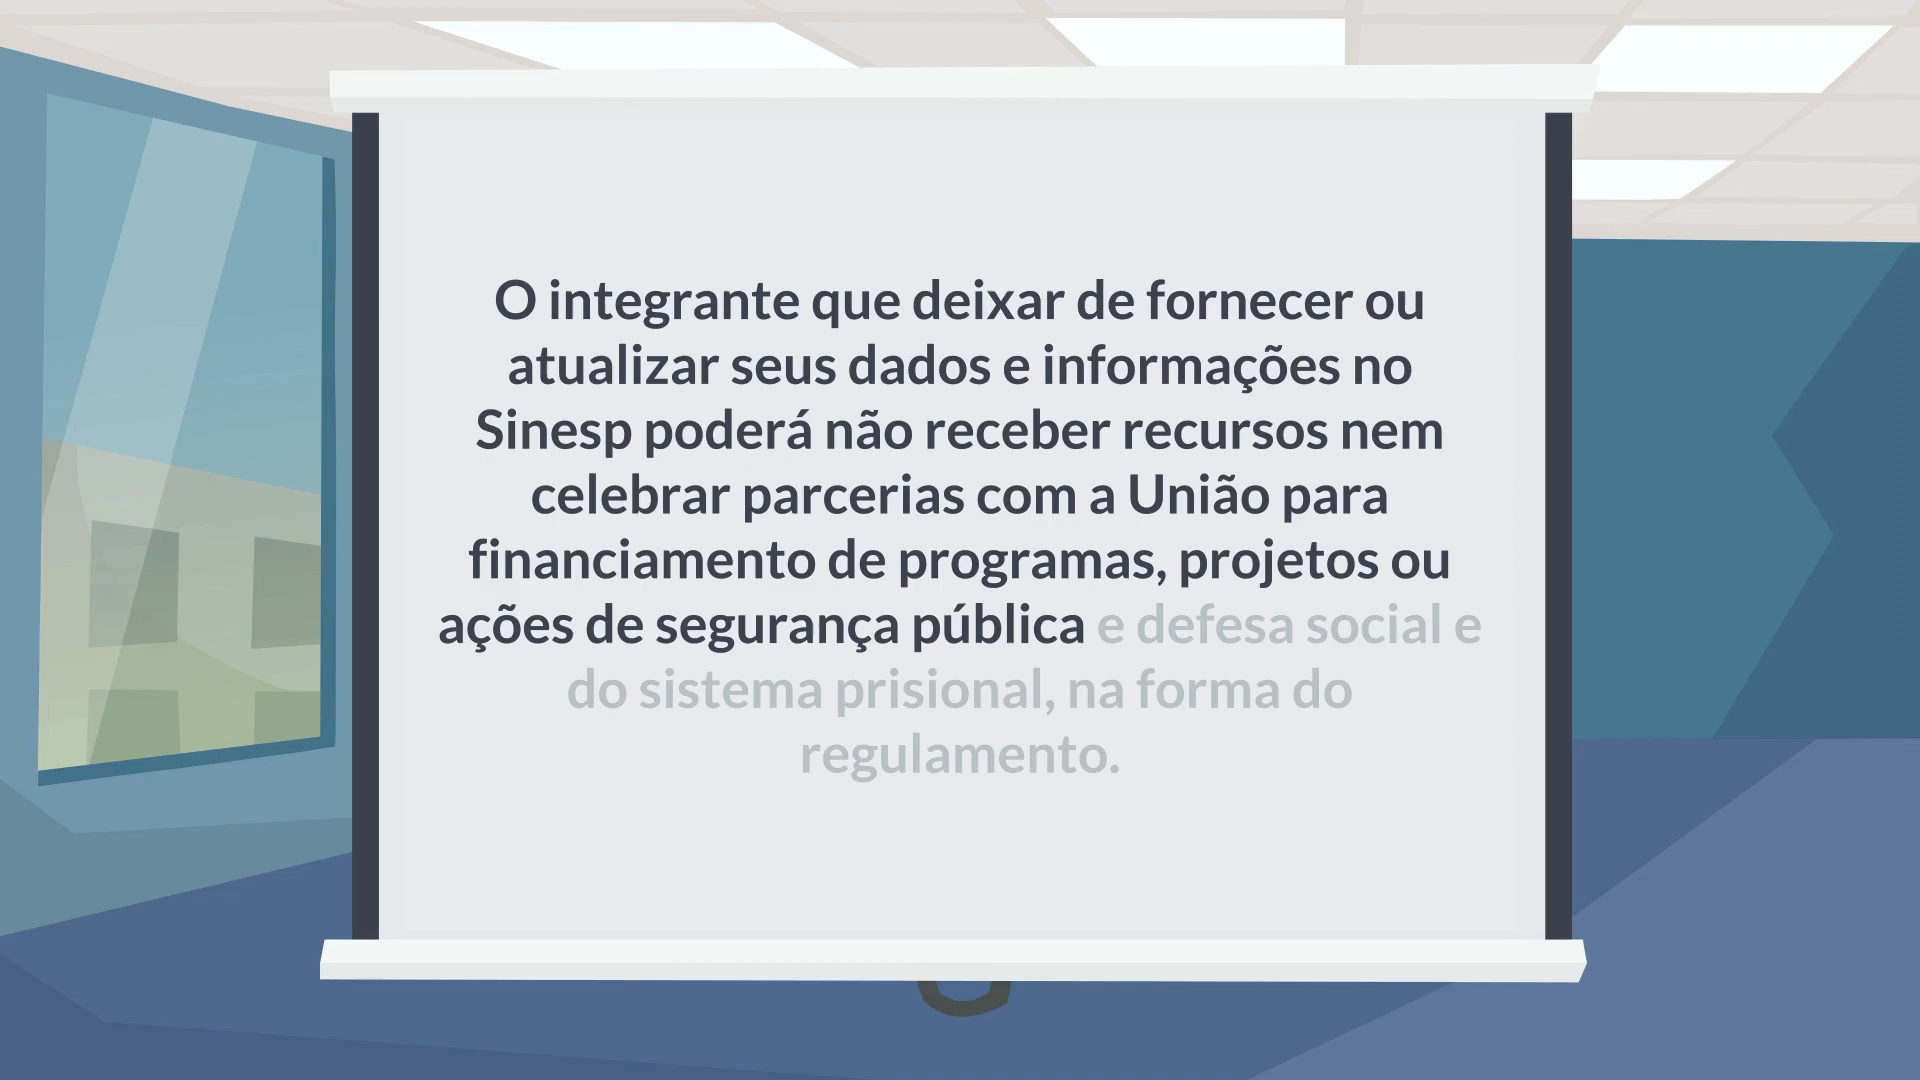 O integrante que deixar de fornecer ou
atualizar seus dados e informações no
Sinesp poderá não receber recursos nem
celebrar parcerias com a União para
financiamento de programas, projetos ou
ações de segurança pública e defesa social e
do sistema prisional, na forma do
regulamento.